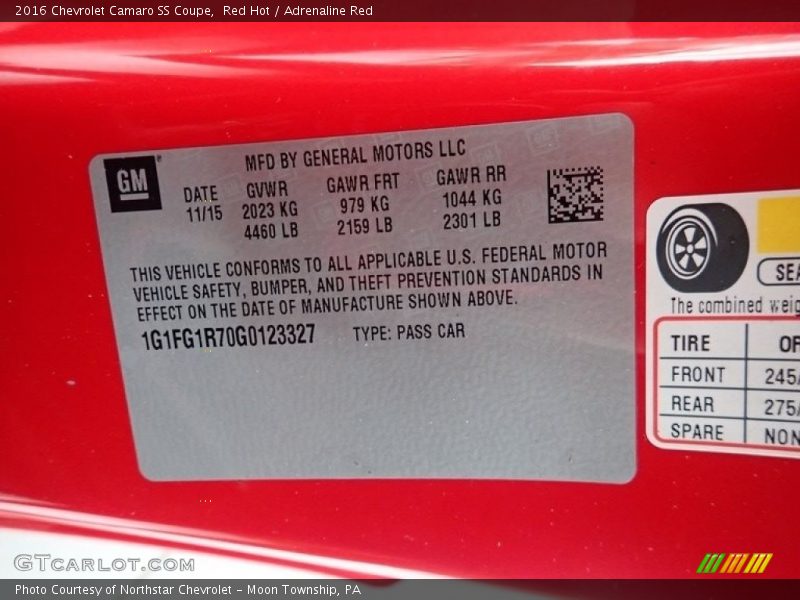 2016 Chevrolet Camaro SS Coupe,  Red Hot / Adrenaline Red
GM
MFD BY GENERAL MOTORS LLC
DATE GVWR GAWR FRT GAWR RR
11/15 2023 KG 979 KG 1044 KG
4460 LB 2159 LB 2301 LB
THIS VEHICLE CONFORMS TO ALL APPLICABLE U.S. FEDERAL MOTOR
VEHICLE SAFETY, BUMPER, AND THEFT PREVENTION STANDARDS IN
EFFECT ON THE DATE OF MANUFACTURE SHOWN ABOVE.
1G1FG1R70G0123327 TYPE: PASS CAR
The combined
TIRE
FRONT 245/
REAR 275/
SPARE
GTCARLOT.COM
Photo Courtesy of Northstar Chevrolet - Moon Township, PA